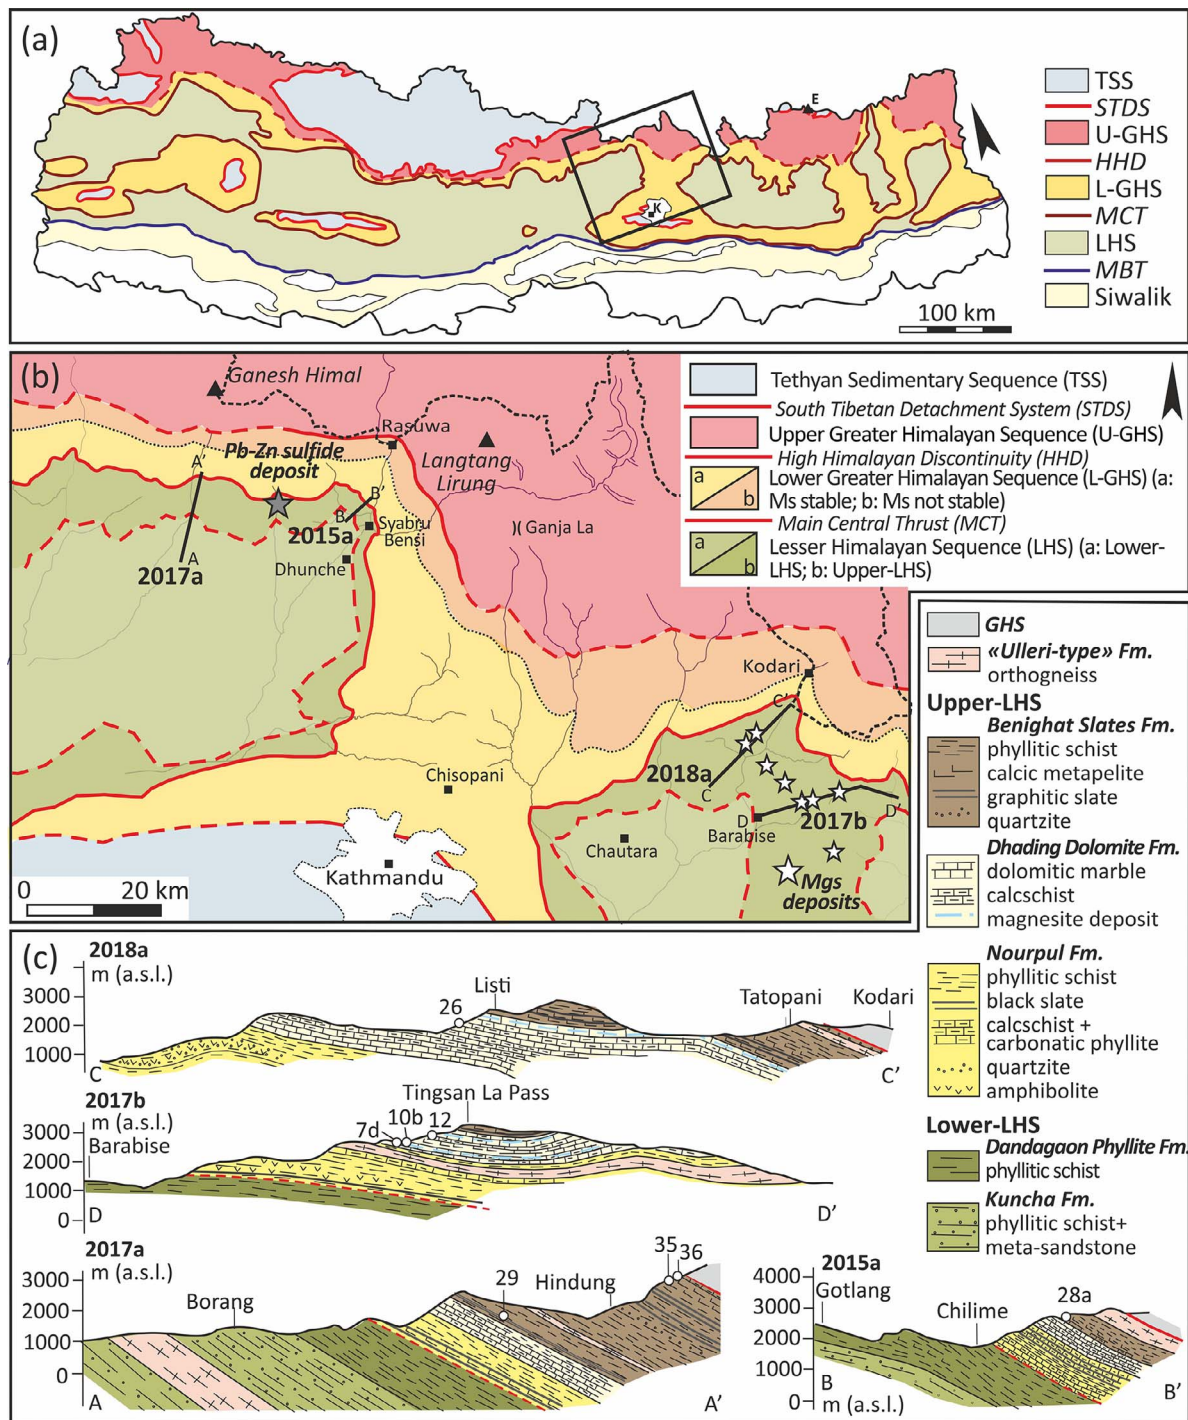 (a)
E
K
TSS
STDS
U-GHS
HHD
L-GHS
MCT
LHS
MBT
Siwalik
100 km
(b)
Ganesh Himal
Rasuwa
Pb-Zn sulfide
deposit
A'
Langtang
Lirung
B'
B
2015a
Syabru
Bensi
Ganja La
A
2017a
Dhunche
Kodari
C'
2018a
C
Chisopani
D
Barabise
2017b
D'
Chautara
Kathmandu
Mgs
deposits
0 20 km
Tethyan Sedimentary Sequence (TSS)
South Tibetan Detachment System (STDS)
Upper Greater Himalayan Sequence (U-GHS)
High Himalayan Discontinuity (HHD)
a
b
Lower Greater Himalayan Sequence (L-GHS) (a:
Ms stable; b: Ms not stable)
Main Central Thrust (MCT)
a
b
Lesser Himalayan Sequence (LHS) (a: Lower-
LHS; b: Upper-LHS)
GHS
«Ulleri-type» Fm.
orthogneiss
Upper-LHS
Benighat Slates Fm.
phyllitic schist
calcic metapelite
graphitic slate
quartzite
Dhading Dolomite Fm.
dolomitic marble
calcschist
magnesite deposit
Nourpul Fm.
phyllitic schist
black slate
calcschist +
carbonatic phyllite
quartzite
amphibolite
Lower-LHS
Dandagaon Phyllite Fm.
phyllitic schist
Kuncha Fm.
phyllitic schist+
meta-sandstone
(c)
2018a
m (a.s.l.)
3000
2000
1000
C
26
Listi
Tatopani
Kodari
C'
2017b
m (a.s.l.)
3000
2000
1000
0
Barabise
D
7d
10b
12
Tingsan La Pass
D'
2017a
m (a.s.l.)
3000
2000
1000
0
A
Borang
29
Hindung
35
36
A'
2015a
4000
3000
2000
1000
0
Gotlang
Chilime
28a
B
m (a.s.l.)
B'